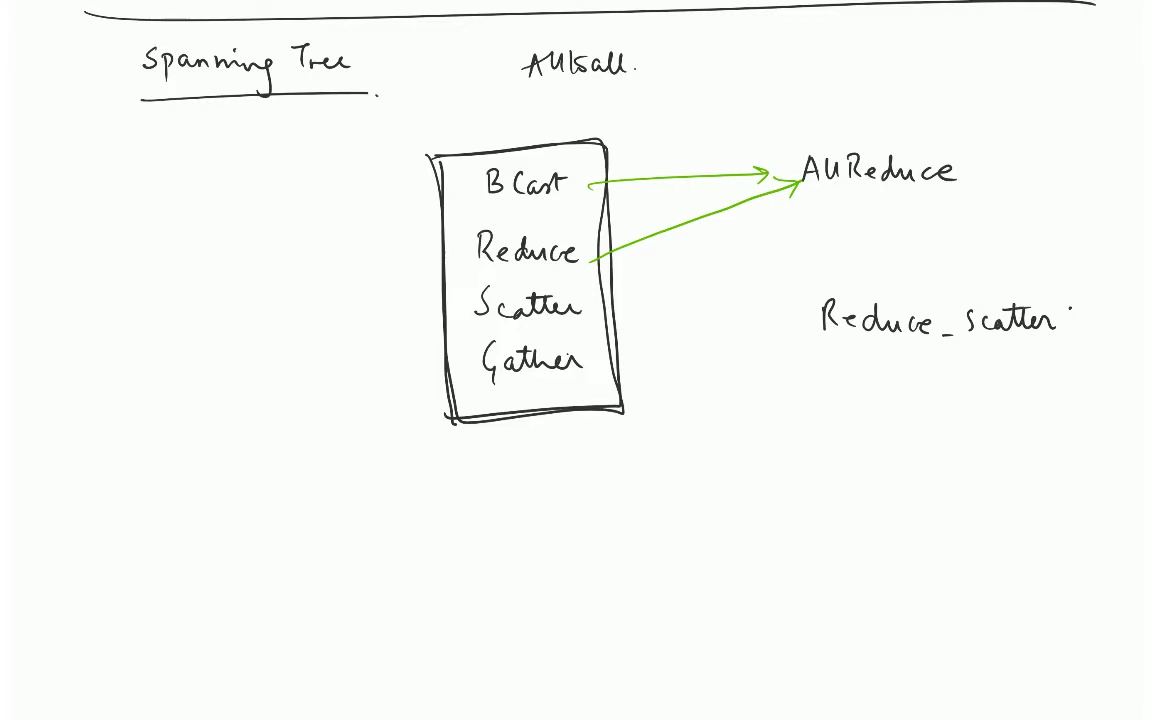 Spanning Tree .
Alltoall.
BCast
AllReduce
Reduce
Scatter
Reduce_scatter
Gather